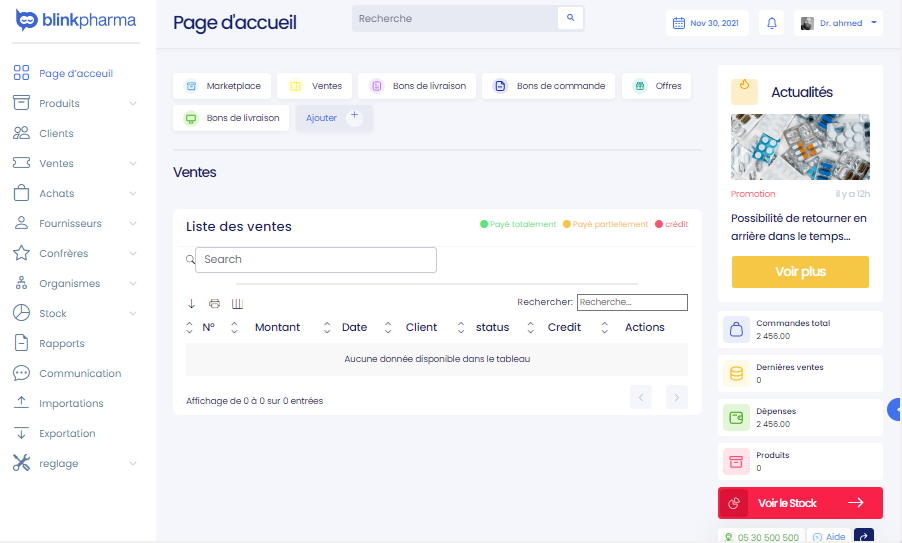 blinkpharma
Page d'acceuil
Produits
Clients
Ventes
Achats
Fournisseurs
Confrères
Organismes
Stock
Rapports
Communication
Importations
Exportation
reglage
Page d'accueil
Recherche
Nov 30, 2021
Dr. ahmed
Marketplace
Ventes
Bons de livraison
Bons de commande
Offres
Bons de livraison
Ajouter +
Ventes
Liste des ventes
Payé totalement
Payé partiellement
crédit
Search
Rechercher: Recherche...
N° Montant Date Client status Credit Actions
Aucune donnée disponible dans le tableau
Affichage de 0 à 0 sur 0 entrées
Actualités
Promotion
il y a 12h
Possibilité de retourner en
arrière dans le temps...
Voir plus
Commandes total
2 456.00
Dernières ventes
0
Dépenses
2 456.00
Produits
0
Voir le Stock
05 30 500 500
Aide